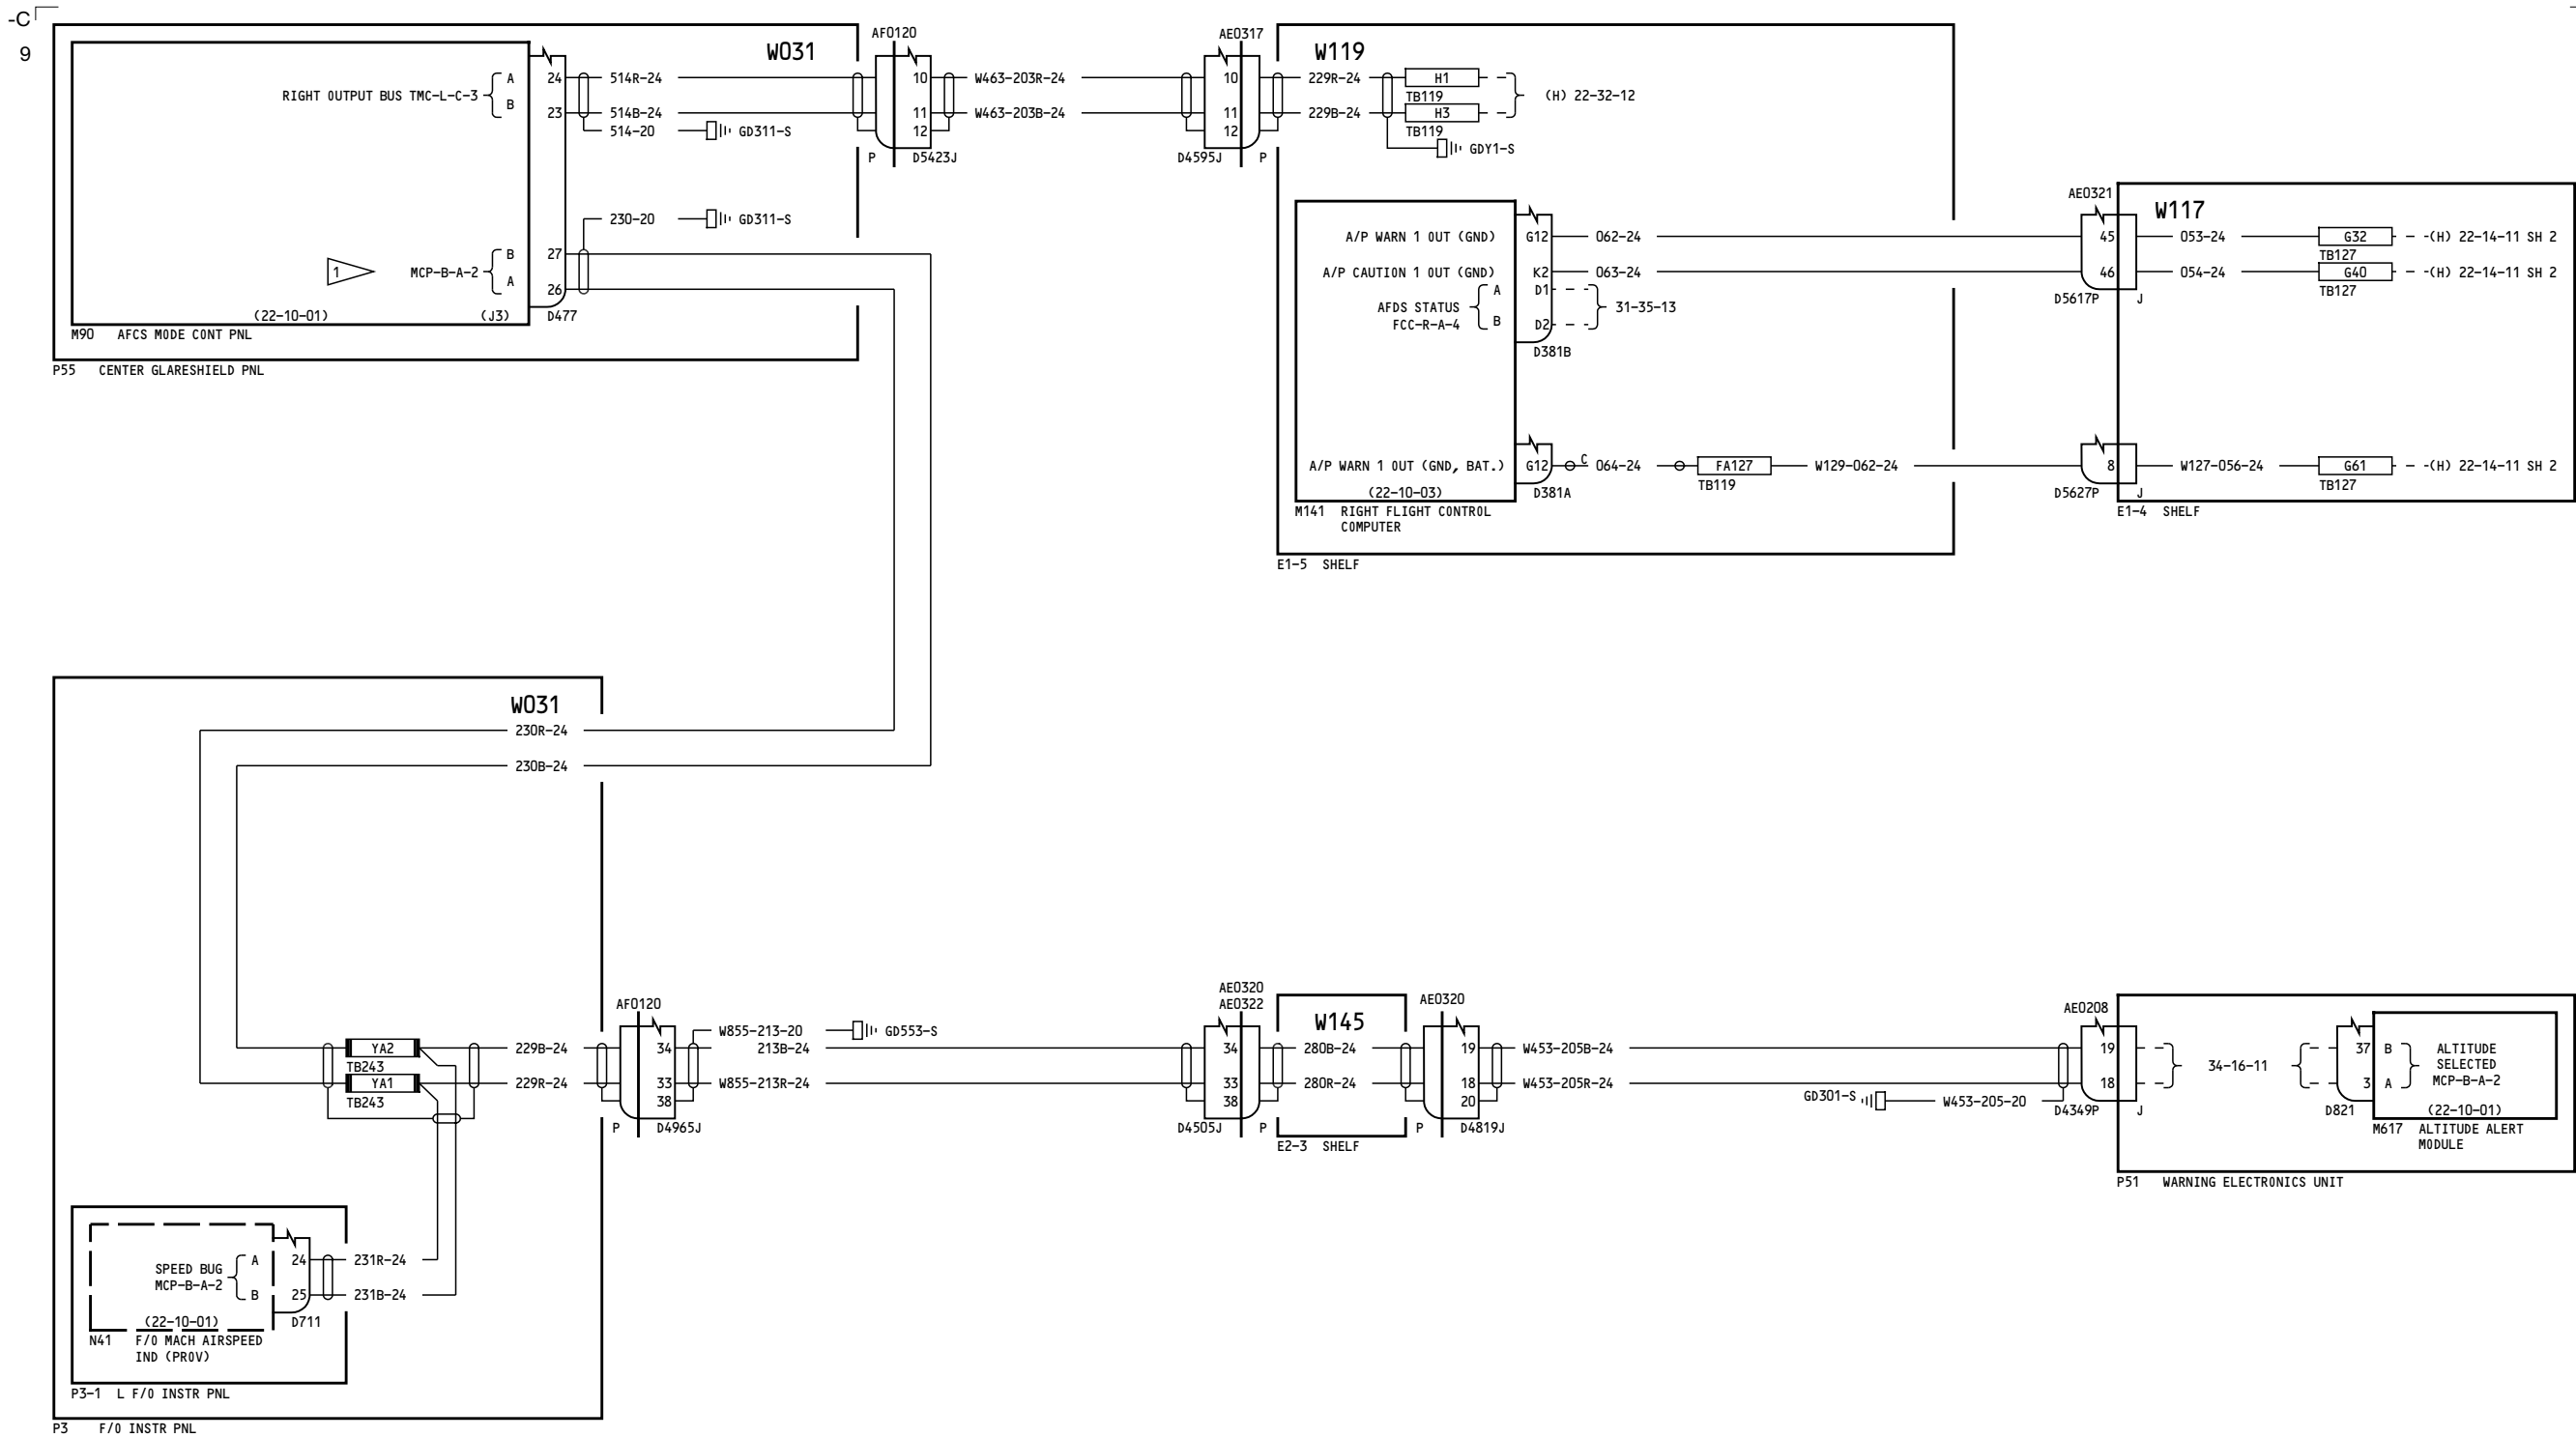 -C
9
W031
RIGHT OUTPUT BUS TMC-L-C-3
A
B
24
23
514R-24
514B-24
514-20
GD311-S
230-20
GD311-S
1
MCP-B-A-2
B
A
27
26
(22-10-01)
(J3)
D477
M90 AFCS MODE CONT PNL
P55 CENTER GLARESHIELD PNL
AF0120
10
11
12
P
D5423J
W463-203R-24
W463-203B-24
AE0317
10
11
12
D4595J
P
W119
229R-24
229B-24
H1
TB119
H3
TB119
(H) 22-32-12
GDY1-S
A/P WARN 1 OUT (GND)
G12
062-24
A/P CAUTION 1 OUT (GND)
K2
063-24
AFDS STATUS
FCC-R-A-4
A
B
D1
D2
31-35-13
D381B
A/P WARN 1 OUT (GND, BAT.)
G12
C
064-24
FA127
TB119
W129-062-24
(22-10-03)
D381A
M141 RIGHT FLIGHT CONTROL
COMPUTER
E1-5 SHELF
AE0321
W117
45
46
D5617P
J
053-24
G32
TB127
-(H) 22-14-11 SH 2
054-24
G40
TB127
-(H) 22-14-11 SH 2
8
D5627P
J
W127-056-24
G61
TB127
-(H) 22-14-11 SH 2
E1-4 SHELF
W031
230R-24
230B-24
YA2
TB243
YA1
TB243
229B-24
229R-24
AF0120
34
33
38
P
D4965J
W855-213-20
GD553-S
213B-24
W855-213R-24
AE0320
AE0322
34
33
38
D4505J
P
W145
280B-24
280R-24
E2-3 SHELF
AE0320
19
18
20
P
D4819J
W453-205B-24
W453-205R-24
GD301-S
W453-205-20
AE0208
19
18
D4349P
J
34-16-11
37
3
D821
B
A
ALTITUDE
SELECTED
MCP-B-A-2
(22-10-01)
M617 ALTITUDE ALERT
MODULE
P51 WARNING ELECTRONICS UNIT
SPEED BUG
MCP-B-A-2
A
B
24
25
231R-24
231B-24
(22-10-01)
D711
N41 F/O MACH AIRSPEED
IND (PROV)
P3-1 L F/O INSTR PNL
P3 F/O INSTR PNL